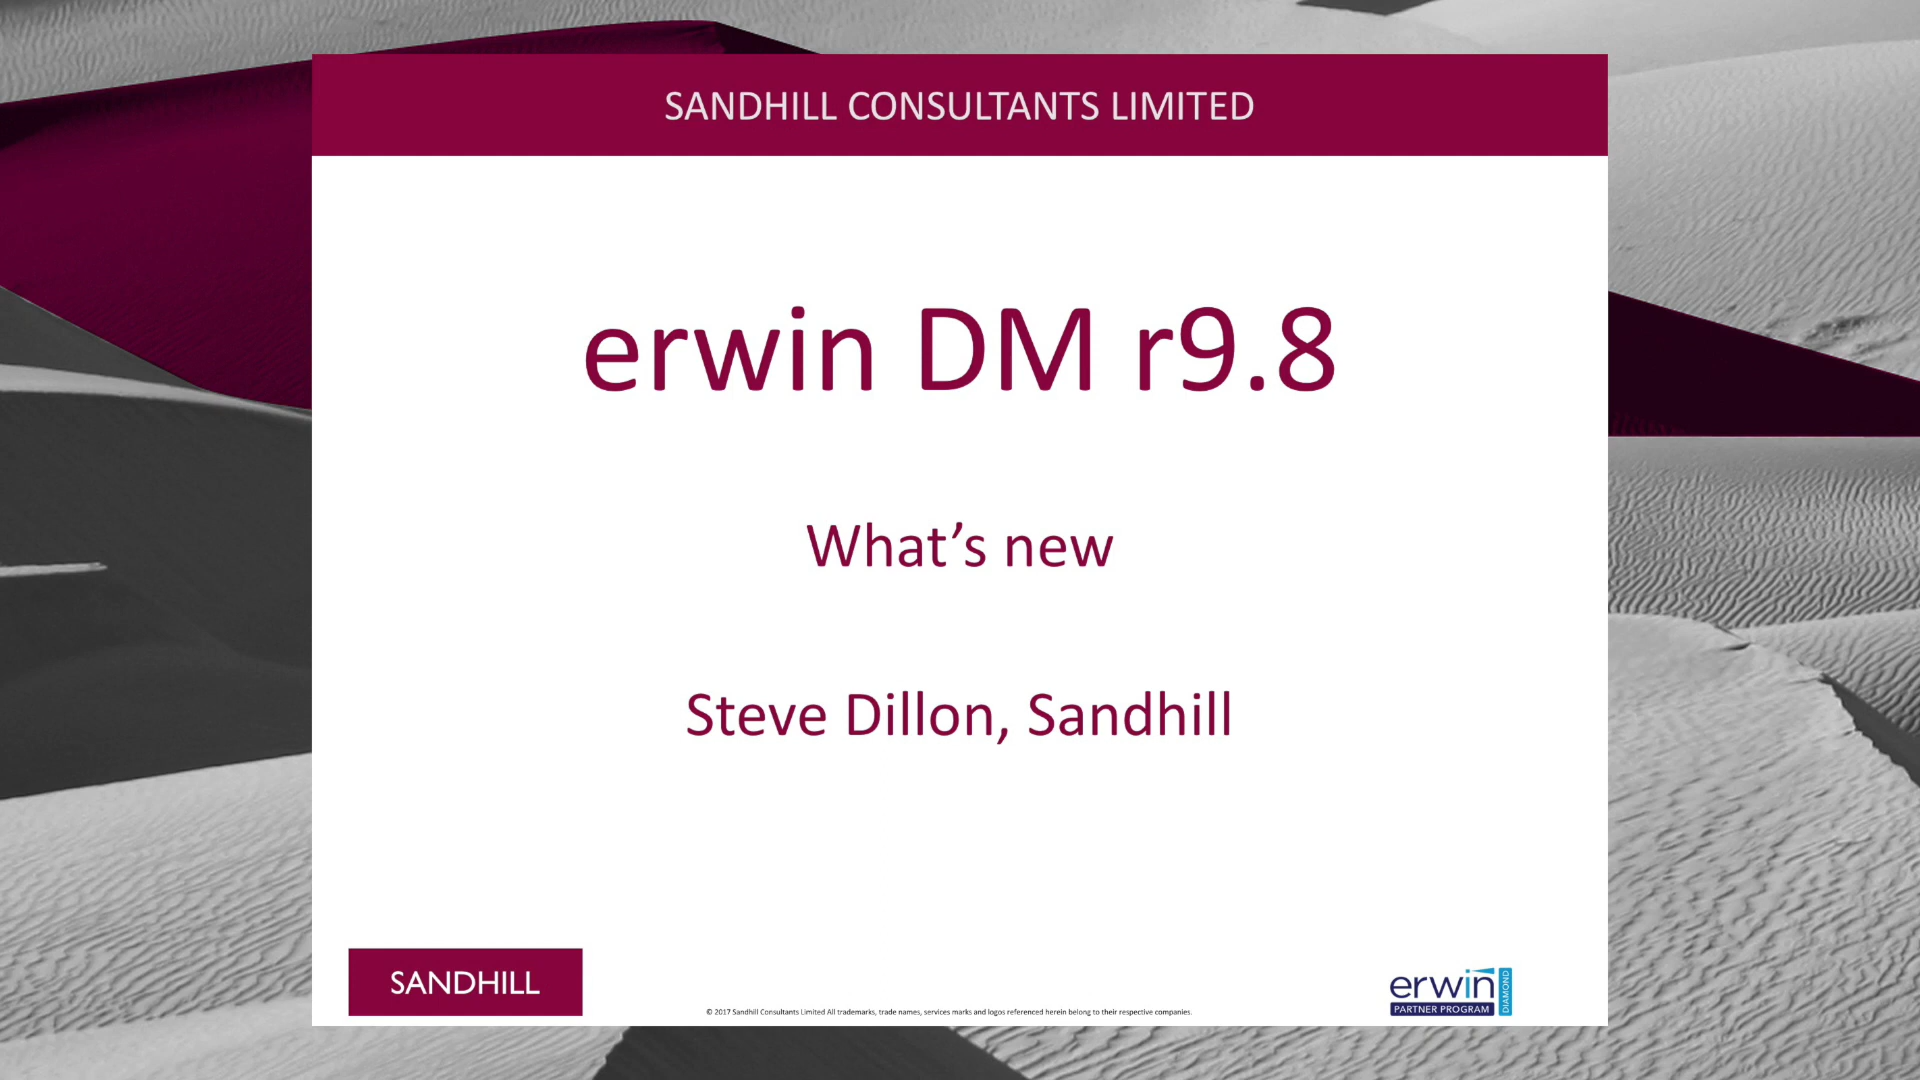 SANDHILL CONSULTANTS LIMITED
erwin DM r9.8
What’s new
Steve Dillon, Sandhill
SANDHILL
© 2017 Sandhill Consultants Limited All trademarks, trade names, services marks and logos referenced herein belong to their respective companies.
erwin
PARTNER PROGRAM
DIAMOND